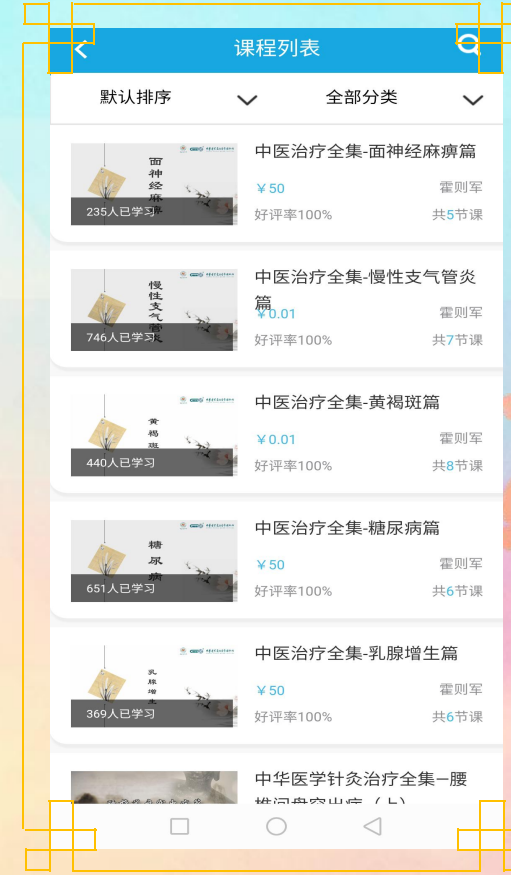 课程列表
默认排序
全部分类
面神经麻痹
235人已学习
中医治疗全集-面神经麻痹篇
￥50
霍则军
好评率100%
共5节课
慢性支气管炎
746人已学习
中医治疗全集-慢性支气管炎
篇
￥0.01
霍则军
好评率100%
共7节课
黄褐斑
440人已学习
中医治疗全集-黄褐斑篇
￥0.01
霍则军
好评率100%
共8节课
糖尿病
651人已学习
中医治疗全集-糖尿病篇
￥50
霍则军
好评率100%
共6节课
乳腺增生
369人已学习
中医治疗全集-乳腺增生篇
￥50
霍则军
好评率100%
共6节课
中华医学针灸治疗全集—腰
椎间盘突出症（上）